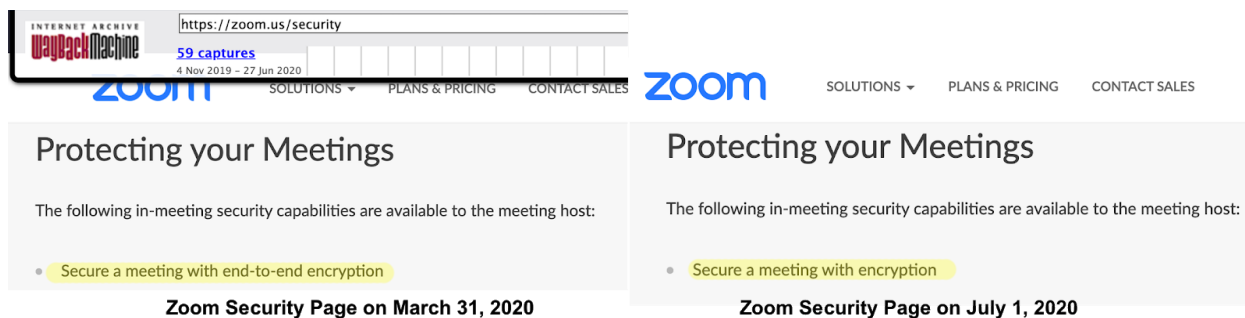 INTERNET ARCHIVE
WayBackMachine
https://zoom.us/security
59 captures
4 Nov 2019 – 27 Jun 2020
zoom SOLUTIONS PLANS & PRICING CONTACT SALES
Protecting your Meetings
The following in-meeting security capabilities are available to the meeting host:
• Secure a meeting with end-to-end encryption
Zoom Security Page on March 31, 2020
zoom SOLUTIONS PLANS & PRICING CONTACT SALES
Protecting your Meetings
The following in-meeting security capabilities are available to the meeting host:
• Secure a meeting with encryption
Zoom Security Page on July 1, 2020